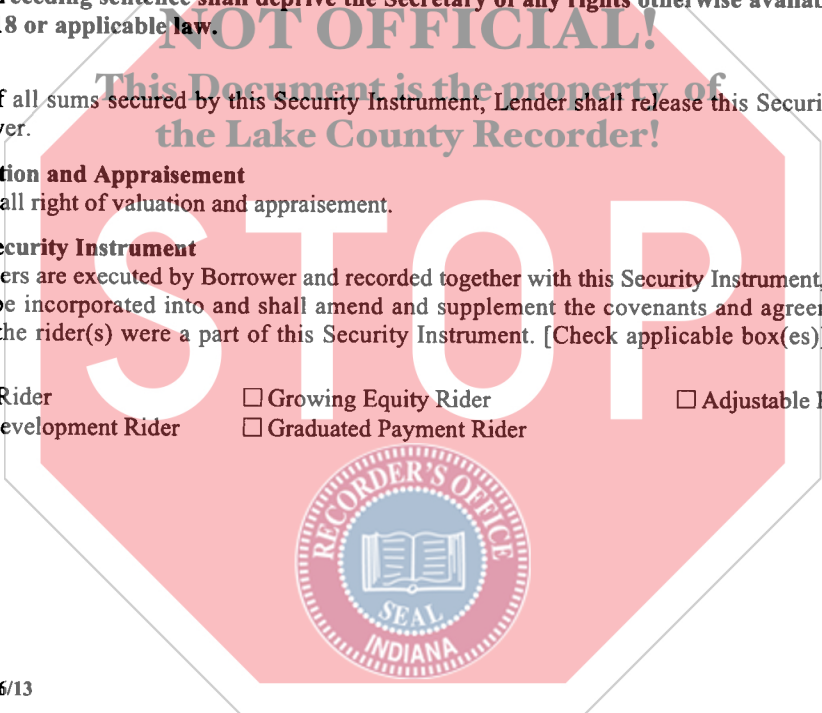 receding sentence shall deprive the Secretary of any rights otherwise availa
.8 or applicable law.
NOT OFFICIAL!
This Document is the property of
the Lake County Recorder!
f all sums secured by this Security Instrument, Lender shall release this Securi
ver.
tion and Appraisement
all right of valuation and appraisement.
ecurity Instrument
ers are executed by Borrower and recorded together with this Security Instrument,
be incorporated into and shall amend and supplement the covenants and agreer
the rider(s) were a part of this Security Instrument. [Check applicable box(es)]
STOP
Rider ☐ Growing Equity Rider ☐ Adjustable
evelopment Rider ☐ Graduated Payment Rider
RECORDER'S OFFICE
SEAL
INDIANA
6/13